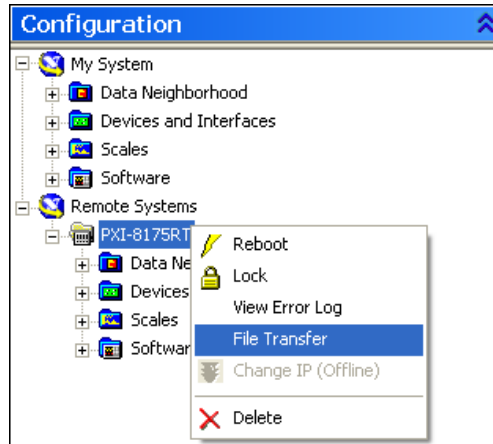 Configuration
My System
Data Neighborhood
Devices and Interfaces
Scales
Software
Remote Systems
PXI-8175RT
Data Ne
Devices
Scales
Softwar
Reboot
Lock
View Error Log
File Transfer
Change IP (Offline)
Delete